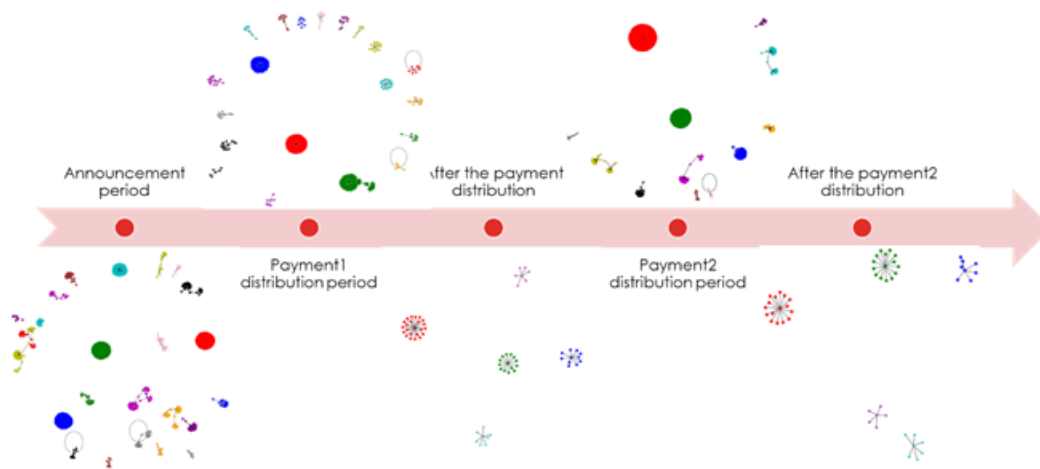 Announcement
period
Payment1
distribution period
After the payment
distribution
Payment2
distribution period
After the payment2
distribution